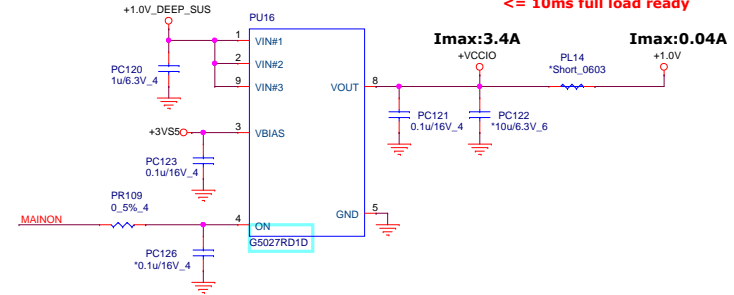 <= 10ms full load ready
+1.0V_DEEP_SUS
PU16
Imax:3.4A
Imax:0.04A
+VCCIO
PL14
+1.0V
*Short_0603
1
VIN#1
2
VIN#2
PC120
1u/6.3V_4
9
VIN#3
VOUT
8
PC121
0.1u/16V_4
PC122
*10u/6.3V_6
+3VS5
3
VBIAS
PC123
0.1u/16V_4
PR109
0_5%_4
MAINON
4
ON
GND
5
G5027RD1D
PC126
*0.1u/16V_4